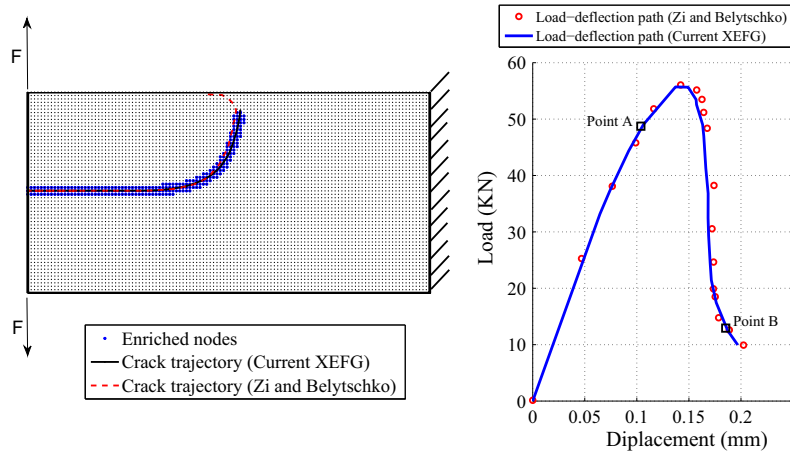 F
F
Enriched nodes
Crack trajectory (Current XEFG)
Crack trajectory (Zi and Belytschko)
Load−deflection path (Zi and Belytschko)
Load−deflection path (Current XEFG)
60
50
40
30
20
10
0
Load (KN)
Point A
Point B
0
0.05
0.1
0.15
0.2
Diplacement (mm)